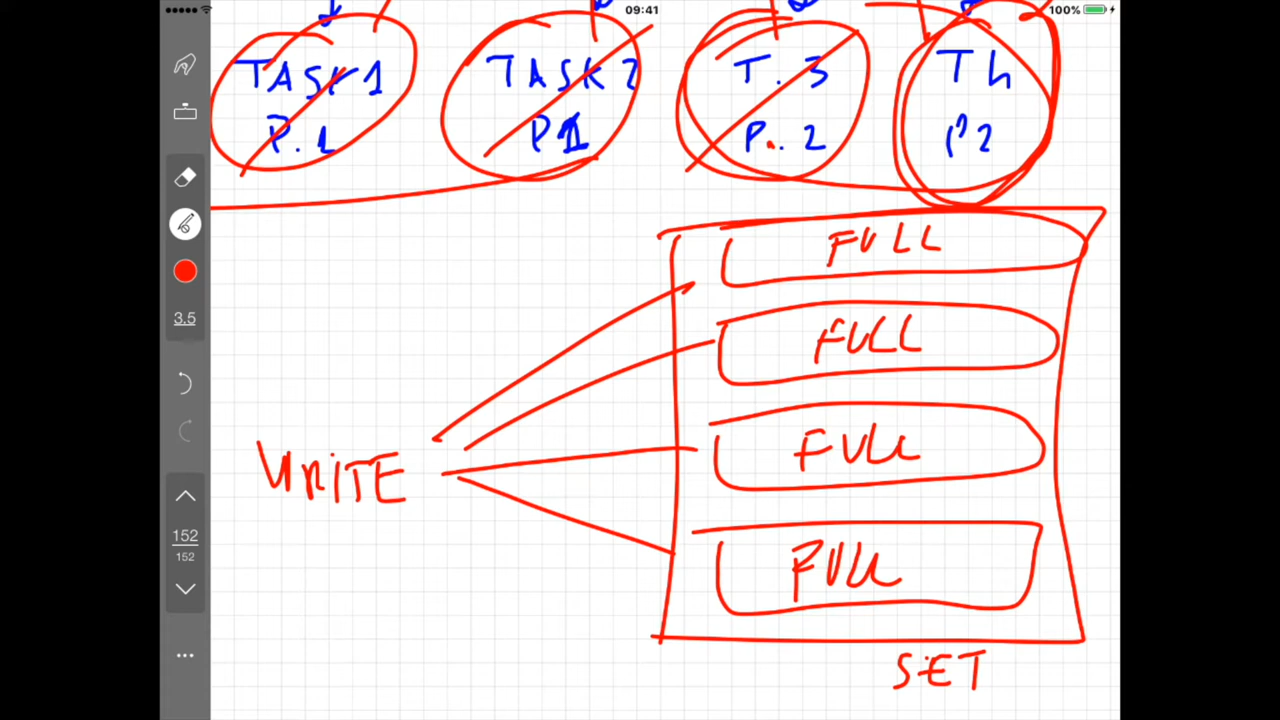 09:41 100%
TASK 1 TASK 2 T. 3 T h
P. 1 P1 P.. 2 P2
FULL
FULL
WRITE FULL
FULL
SET
3.5
152
152